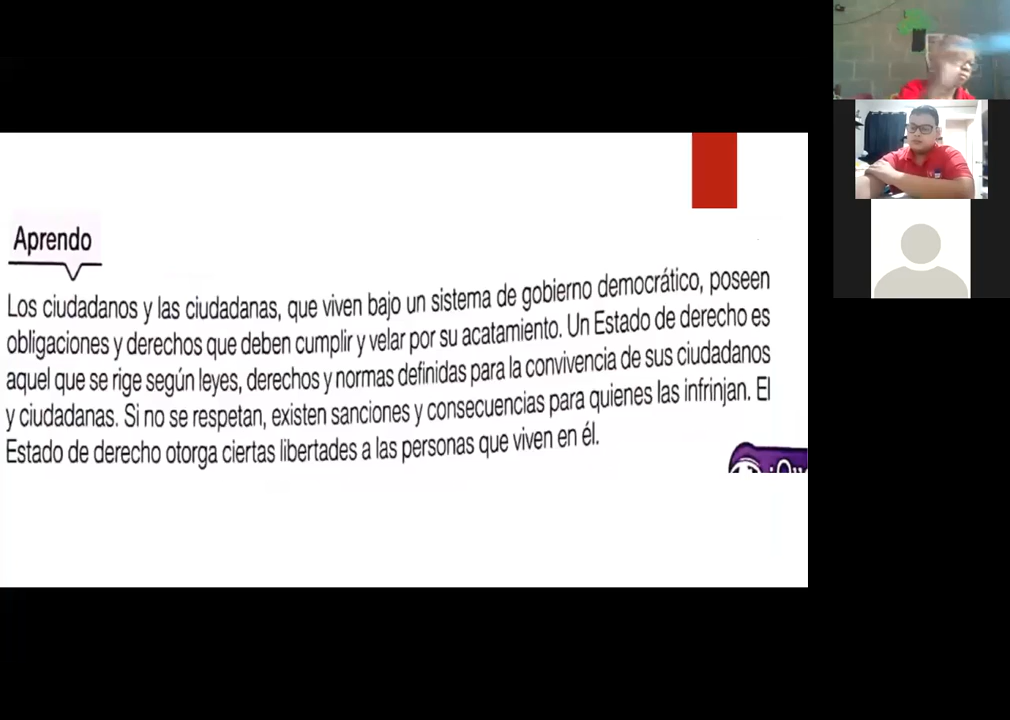 Aprendo
Los ciudadanos y las ciudadanas, que viven bajo un sistema de gobierno democrático, poseen
obligaciones y derechos que deben cumplir y velar por su acatamiento. Un Estado de derecho es
aquel que se rige según leyes, derechos y normas definidas para la convivencia de sus ciudadanos
y ciudadanas. Si no se respetan, existen sanciones y consecuencias para quienes las infrinjan. El
Estado de derecho otorga ciertas libertades a las personas que viven en él.